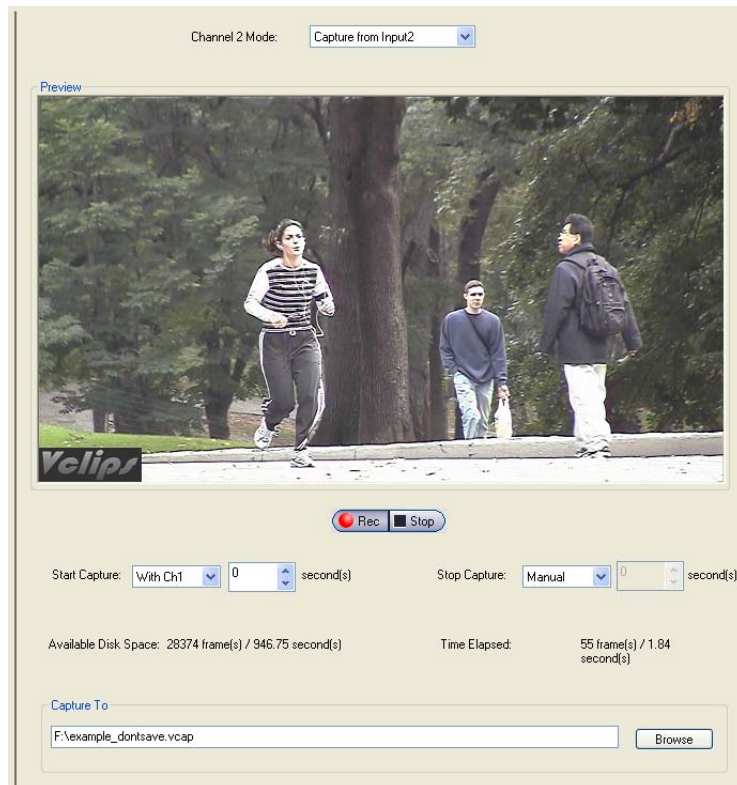 Channel 2 Mode: Capture from Input2
Preview
Vclips
Rec Stop
Start Capture: With Ch1 0 second(s) Stop Capture: Manual 0 second(s)
Available Disk Space: 28374 frame(s) / 946.75 second(s) Time Elapsed: 55 frame(s) / 1.84
second(s)
Capture To
F:\example_dontsave.vcap Browse